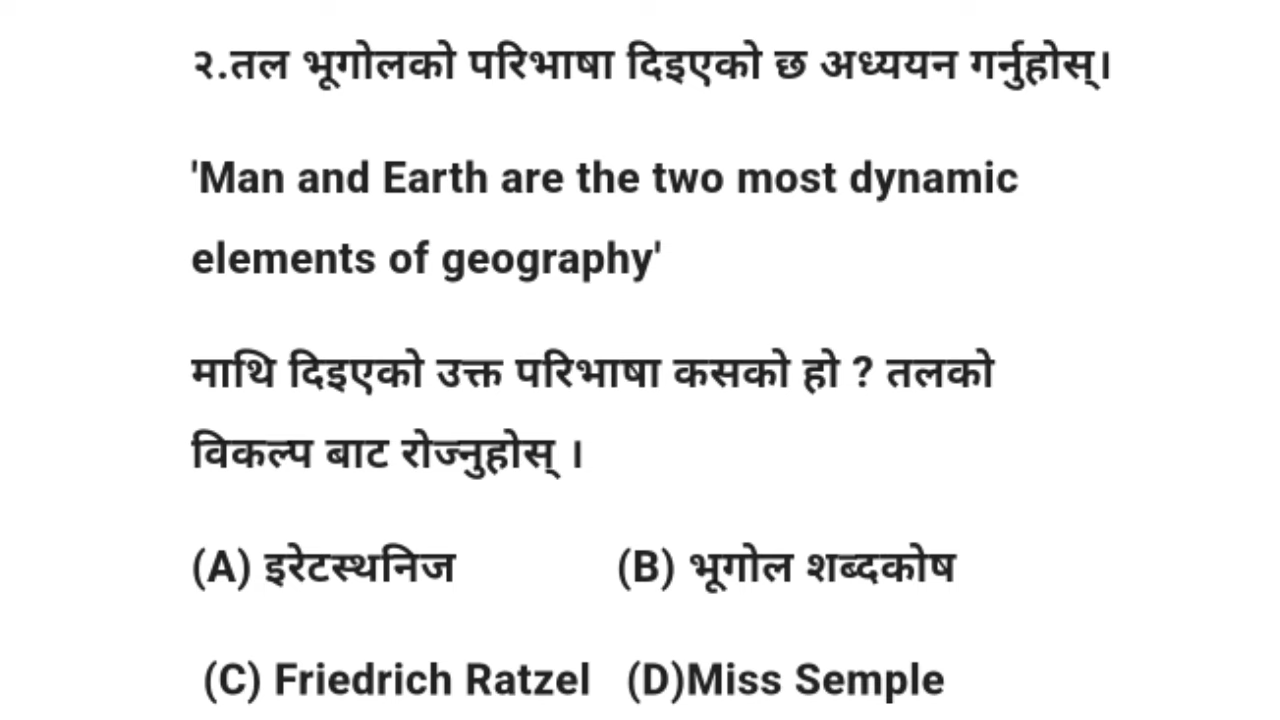 २.तल भूगोलको परिभाषा दिइएको छ अध्ययन गर्नुहोस्।
'Man and Earth are the two most dynamic
elements of geography'
माथि दिइएको उक्त परिभाषा कसको हो ? तलको
विकल्प बाट रोज्नुहोस् ।
(A) इरेटस्थनिज (B) भूगोल शब्दकोष
(C) Friedrich Ratzel (D)Miss Semple